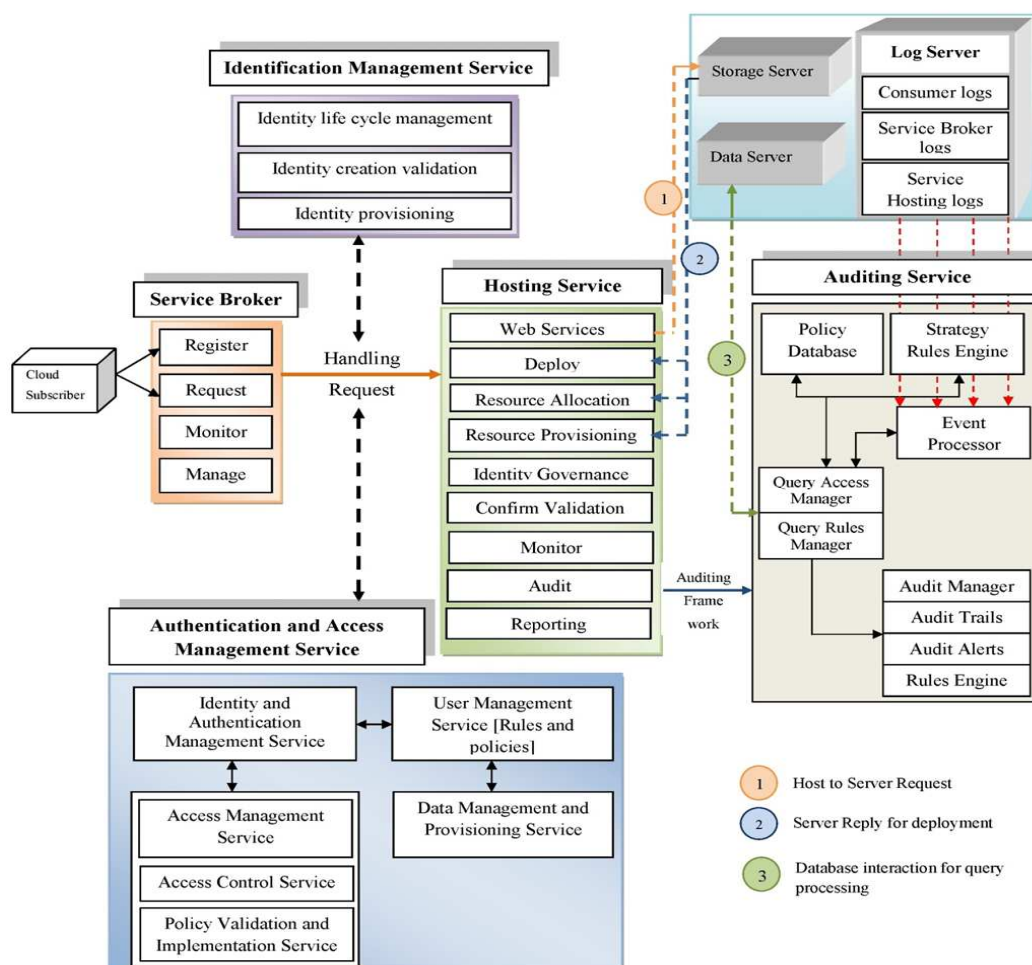 Identification Management Service
Identity life cycle management
Identity creation validation
Identity provisioning
Storage Server
Data Server
Log Server
Consumer logs
Service Broker
logs
Service
Hosting logs
1
2
3
Cloud
Subscriber
Service Broker
Register
Request
Monitor
Manage
Handling
Request
Hosting Service
Web Services
Deploy
Resource Allocation
Resource Provisioning
Identity Governance
Confirm Validation
Monitor
Audit
Reporting
Auditing
Frame
work
Auditing Service
Policy
Database
Strategy
Rules Engine
Event
Processor
Query Access
Manager
Query Rules
Manager
Audit Manager
Audit Trails
Audit Alerts
Rules Engine
Authentication and Access
Management Service
Identity and
Authentication
Management Service
User Management
Service [Rules and
policies]
Access Management
Service
Access Control Service
Policy Validation and
Implementation Service
Data Management and
Provisioning Service
1 Host to Server Request
2 Server Reply for deployment
3 Database interaction for query
processing